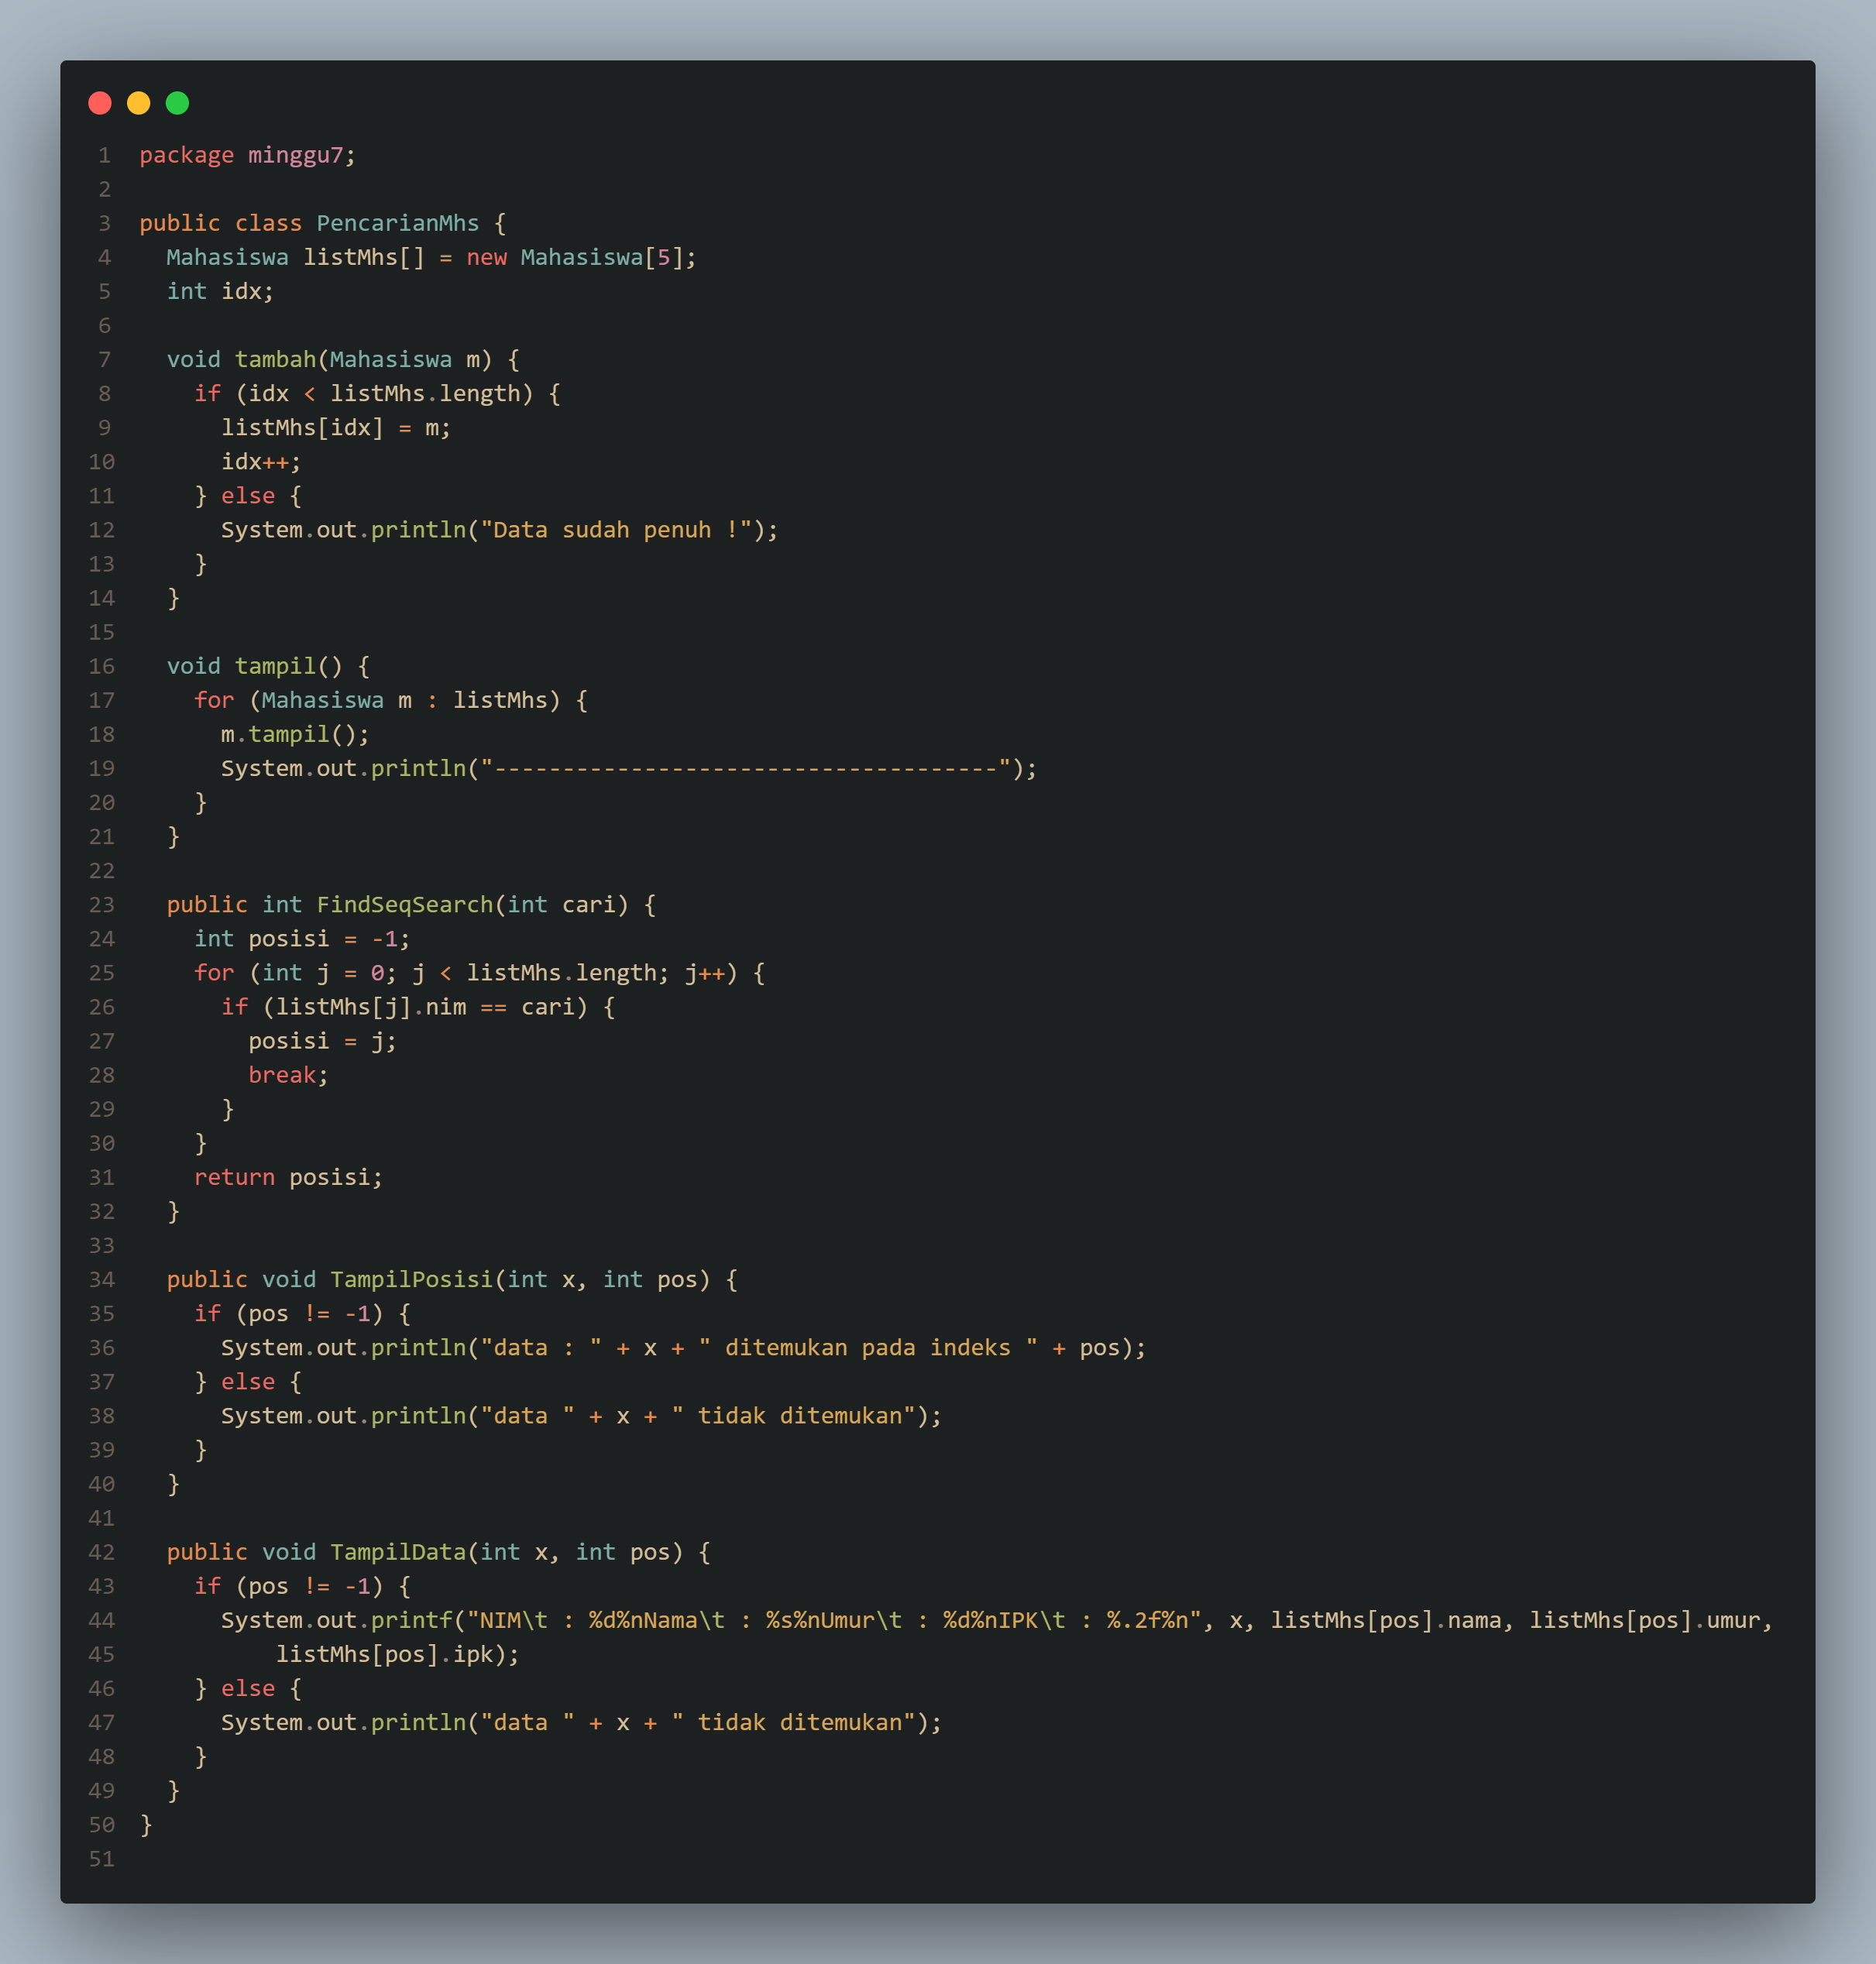 1 package minggu7;
2
3 public class PencarianMhs {
4   Mahasiswa listMhs[] = new Mahasiswa[5];
5   int idx;
6
7   void tambah(Mahasiswa m) {
8     if (idx < listMhs.length) {
9       listMhs[idx] = m;
10       idx++;
11     } else {
12       System.out.println("Data sudah penuh !");
13     }
14   }
15
16   void tampil() {
17     for (Mahasiswa m : listMhs) {
18       m.tampil();
19       System.out.println("-------------------------------------");
20     }
21   }
22
23   public int FindSeqSearch(int cari) {
24     int posisi = -1;
25     for (int j = 0; j < listMhs.length; j++) {
26       if (listMhs[j].nim == cari) {
27         posisi = j;
28         break;
29       }
30     }
31     return posisi;
32   }
33
34   public void TampilPosisi(int x, int pos) {
35     if (pos != -1) {
36       System.out.println("data : " + x + " ditemukan pada indeks " + pos);
37     } else {
38       System.out.println("data " + x + " tidak ditemukan");
39     }
40   }
41
42   public void TampilData(int x, int pos) {
43     if (pos != -1) {
44       System.out.printf("NIM\t : %d%nNama\t : %s%nUmur\t : %d%nIPK\t : %.2f%n", x, listMhs[pos].nama, listMhs[pos].umur,
45           listMhs[pos].ipk);
46     } else {
47       System.out.println("data " + x + " tidak ditemukan");
48     }
49   }
50 }
51